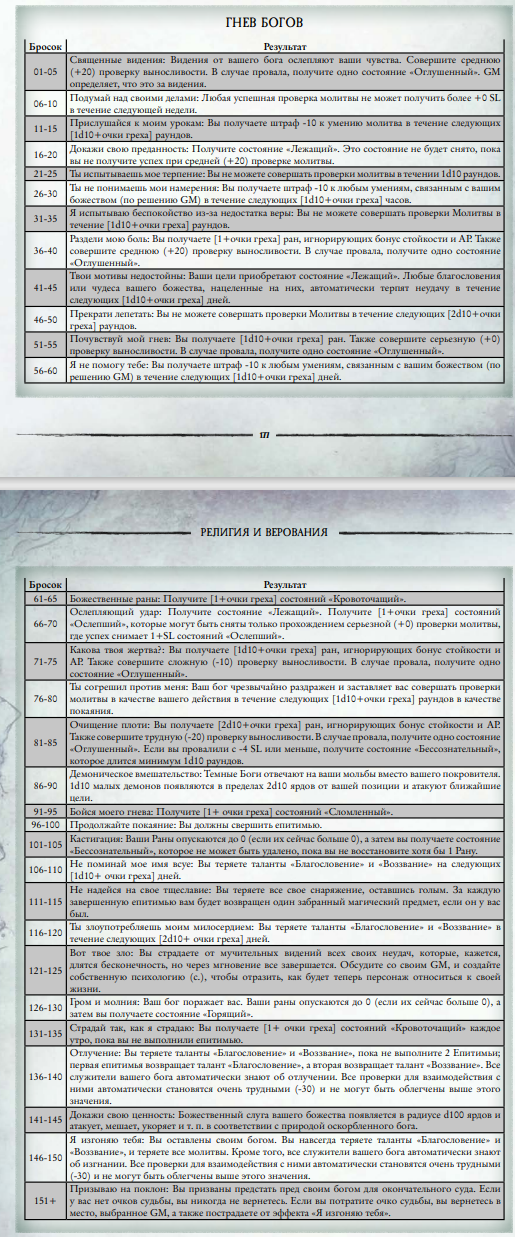 ГНЕВ БОГОВ
Бросок Результат
01-05 Священные видения: Видения от вашего бога ослепляют ваши чувства. Совершите среднюю
(+20) проверку выносливости. В случае провала, получите одно состояние «Оглушенный». GM
определяет, что это за видения.
06-10 Подумай над своими делами: Любая успешная проверка молитвы не может получить более +0 SL
в течение следующей недели.
11-15 Прислушайся к моим урокам: Вы получаете штраф -10 к умению молитва в течение следующих
[1d10+очки греха] раундов.
16-20 Докажи свою преданность: Получите состояние «Лежащий». Это состояние не будет снято, пока
вы не получите успех при средней (+20) проверке молитвы.
21-25 Ты испытываешь мое терпение: Вы не можете совершать проверки молитвы в течении 1d10 раундов.
26-30 Ты не понимаешь мои намерения: Вы получаете штраф -10 к любым умениям, связанным с вашим
божеством (по решению GM) в течение следующих [1d10+очки греха] часов.
31-35 Я испытываю беспокойство из-за недостатка веры: Вы не можете совершать проверки Молитвы в
течение [1d10+очки греха] раундов.
36-40 Раздели мою боль: Вы получаете [1+очки греха] ран, игнорирующих бонус стойкости и AP. Также
совершите среднюю (+20) проверку выносливости. В случае провала, получите одно состояние
«Оглушенный».
41-45 Твои мотивы недостойны: Ваши цели приобретают состояние «Лежащий». Любые благословения
или чудеса вашего божества, нацеленные на них, автоматически терпят неудачу в течение
следующих [1d10+очки греха] дней.
46-50 Прекрати лепетать: Вы не можете совершать проверки Молитвы в течение следующих [2d10+очки
греха] раундов.
51-55 Почувствуй мой гнев: Вы получаете [1d10+очки греха] ран. Также совершите серьезную (+0)
проверку выносливости. В случае провала, получите одно состояние «Оглушенный».
56-60 Я не помогу тебе: Вы получаете штраф -10 к любым умениям, связанным с вашим божеством (по
решению GM) в течение следующих [1d10+очки греха] дней.
177
РЕЛИГИЯ И ВЕРОВАНИЯ
Бросок Результат
61-65 Божественные раны: Получите [1+очки греха] состояний «Кровоточащий».
66-70 Ослепляющий удар: Получите состояние «Лежащий». Получите [1+очки греха] состояний
«Ослепший», которые могут быть сняты только прохождением серьезной (+0) проверки молитвы,
где успех снимает 1+SL состояний «Ослепший».
71-75 Какова твоя жертва?: Вы получаете [1d10+очки греха] ран, игнорирующих бонус стойкости и
AP. Также совершите сложную (-10) проверку выносливости. В случае провала, получите одно
состояние «Оглушенный».
76-80 Ты согрешил против меня: Ваш бог чрезвычайно раздражен и заставляет вас совершать проверки
молитвы в качестве вашего действия в течение следующих [1d10+очки греха] раундов в качестве
покаяния.
81-85 Очищение плоти: Вы получаете [2d10+очки греха] ран, игнорирующих бонус стойкости и AP.
Также совершите трудную (-20) проверку выносливости. В случае провала, получите одно состояние
«Оглушенный». Если вы провалили с -4 SL или меньше, получите состояние «Бессознательный»,
которое длится минимум 1d10 раундов.
86-90 Демоническое вмешательство: Темные Боги отвечают на ваши мольбы вместо вашего покровителя.
1d10 малых демонов появляются в пределах 2d10 ярдов от вашей позиции и атакуют ближайшие
цели.
91-95 Бойся моего гнева: Получите [1+ очки греха] состояний «Сломленный».
96-100 Продолжайте покаяние: Вы должны свершить епитимью.
101-105 Кастигация: Ваши Раны опускаются до 0 (если их сейчас больше 0), а затем вы получаете состояние
«Бессознательный», которое не может быть удалено, пока вы не восстановите хотя бы 1 Рану.
106-110 Не поминай мое имя всуе: Вы теряете таланты «Благословение» и «Воззвание» на следующих
[1d10+ очки греха] дней.
111-115 Не надейся на свое тщеславие: Вы теряете все свое снаряжение, оставшись голым. За каждую
завершенную епитимью вам будет возвращен один забранный магический предмет, если он у вас
был.
116-120 Ты злоупотребляешь моим милосердием: Вы теряете таланты «Благословение» и «Воззвание» в
течение следующих [2d10+ очки греха] дней.
121-125 Вот твое зло: Вы страдаете от мучительных видений всех своих неудач, которые, кажется,
длятся бесконечность, но через мгновение все завершается. Обсудите со своим GM, и создайте
собственную психологию (с.), чтобы отразить, как будет теперь персонаж относиться к своей
жизни.
126-130 Гром и молния: Ваш бог поражает вас. Ваши раны опускаются до 0 (если их сейчас больше 0), а
затем вы получаете состояние «Горящий».
131-135 Страдай так, как я страдаю: Вы получаете [1+ очки греха] состояний «Кровоточащий» каждое
утро, пока вы не выполнили епитимью.
136-140 Отлучение: Вы теряете таланты «Благословение» и «Воззвание», пока не выполните 2 Епитимьи;
первая епитимья возвращает талант «Благословение», а вторая возвращает талант «Воззвание». Все
служители вашего бога автоматически знают об отлучении. Все проверки для взаимодействия с
ними автоматически становятся очень трудными (-30) и не могут быть облегчены выше этого
значения.
141-145 Докажи свою ценность: Божественный слуга вашего божества появляется в радиусе d100 ярдов и
атакует, мешает, укоряет и т. п. в соответствии с природой оскорбленного бога.
146-150 Я изгоняю тебя: Вы оставлены своим богом. Вы навсегда теряете таланты «Благословение» и
«Воззвание», и теряете все молитвы. Кроме того, все служители вашего бога автоматически знают
об изгнании. Все проверки для взаимодействия с ними автоматически становятся очень трудными
(-30) и не могут быть облегчены выше этого значения.
151+ Призываю на поклон: Вы призваны предстать пред своим богом для окончательного суда. Если
у вас нет очков судьбы, вы никогда не вернетесь. Если вы потратите очко судьбы, вы вернетесь в
место, выбранное GM, а также пострадаете от эффекта «Я изгоняю тебя».